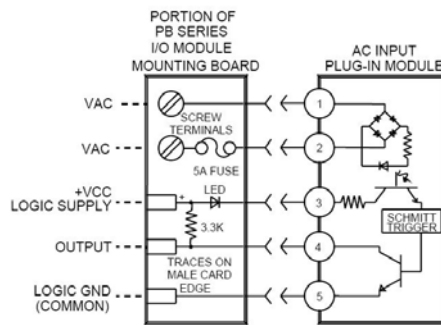 PORTION OF
PB SERIES
I/O MODULE
MOUNTING BOARD
AC INPUT
PLUG-IN MODULE
VAC
SCREW
TERMINALS
1
VAC
5A FUSE
2
+VCC
LOGIC SUPPLY
+
LED
3
3.3K
SCHMITT
TRIGGER
OUTPUT
4
TRACES ON
MALE CARD
EDGE
LOGIC GND
(COMMON)
5